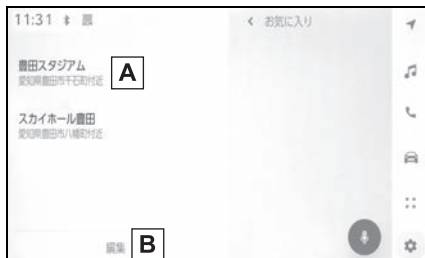 11:31
< お気に入り
豊田スタジアム
愛知県豊田市千石町付近
A
スカイホール豊田
愛知県豊田市八幡町付近
編集
B